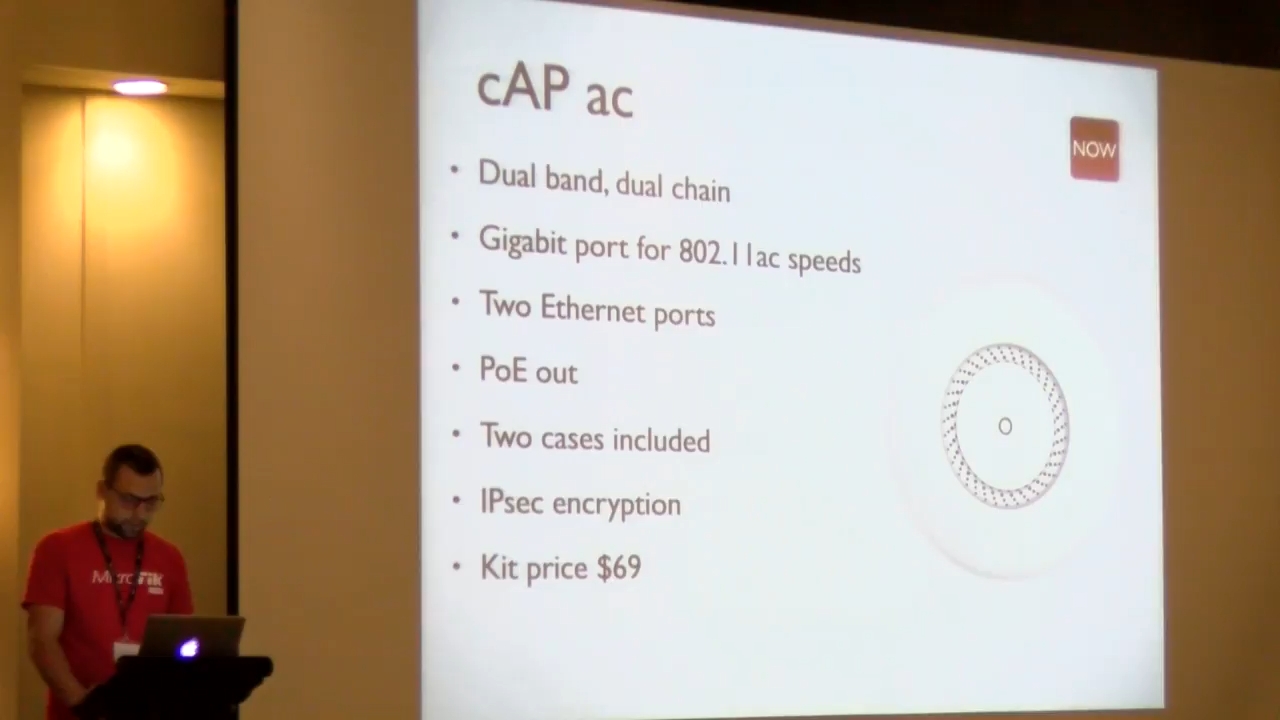 cAP ac
NOW
• Dual band, dual chain
• Gigabit port for 802.11ac speeds
• Two Ethernet ports
• PoE out
• Two cases included
• IPsec encryption
• Kit price $69
MikroTik